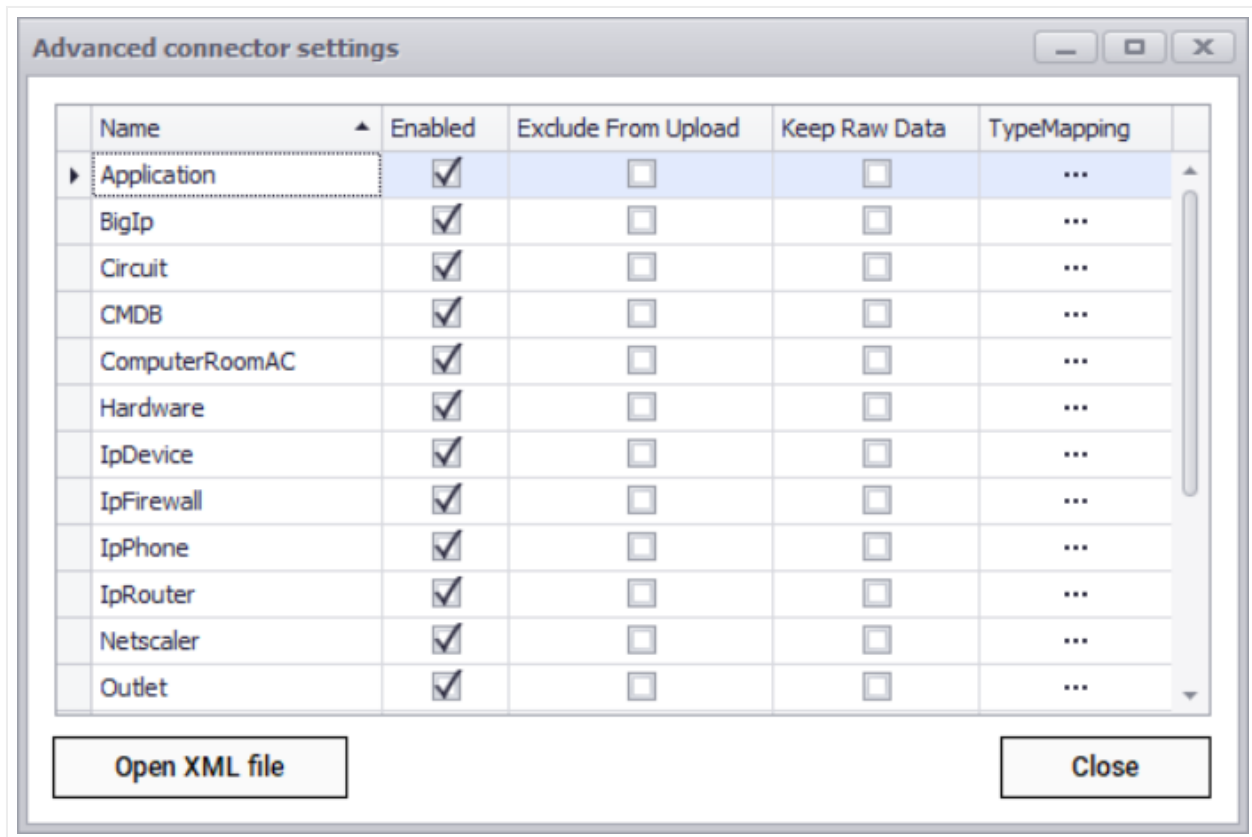 Advanced connector settings
Name Enabled Exclude From Upload Keep Raw Data TypeMapping
Application ...
BigIp ...
Circuit ...
CMDB ...
ComputerRoomAC ...
Hardware ...
IpDevice ...
IpFirewall ...
IpPhone ...
IpRouter ...
Netscaler ...
Outlet ...
Open XML file Close